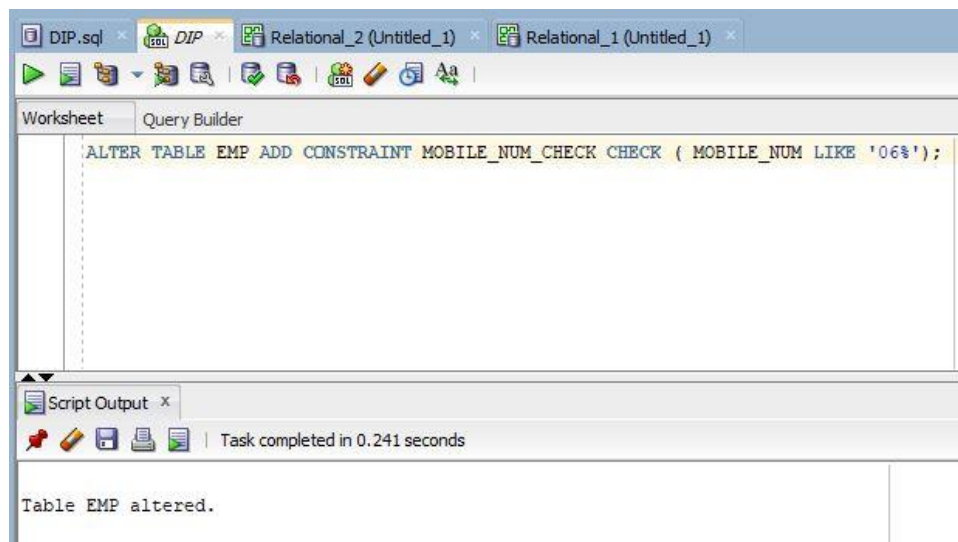 DIP.sql DIP Relational_2 (Untitled_1) Relational_1 (Untitled_1)
Worksheet Query Builder
ALTER TABLE EMP ADD CONSTRAINT MOBILE_NUM_CHECK CHECK ( MOBILE_NUM LIKE '06%');
Script Output x
Task completed in 0.241 seconds
Table EMP altered.